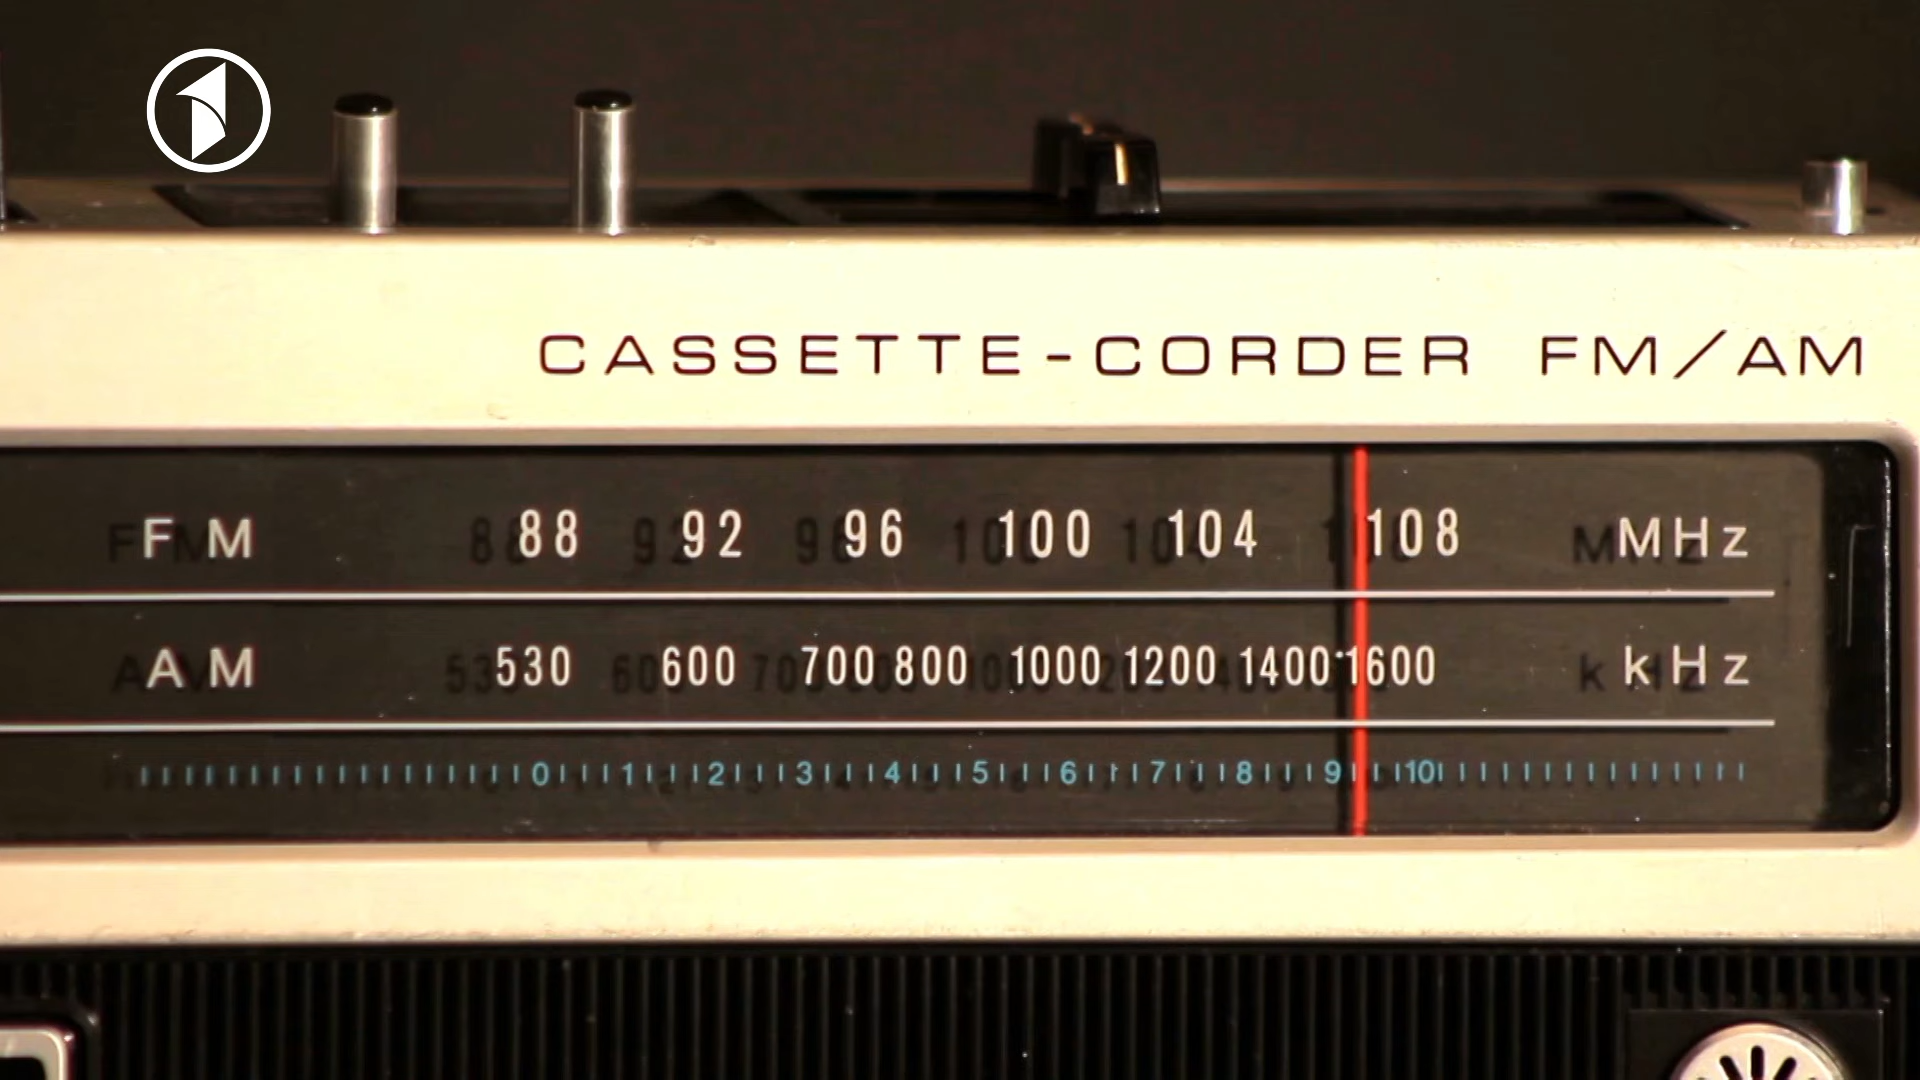 CASSETTE-CORDER FM/AM
FM 88 92 96 100 104 108 MHz
AM 530 600 700 800 1000 1200 1400 1600 kHz
0 1 2 3 4 5 6 7 8 9 10